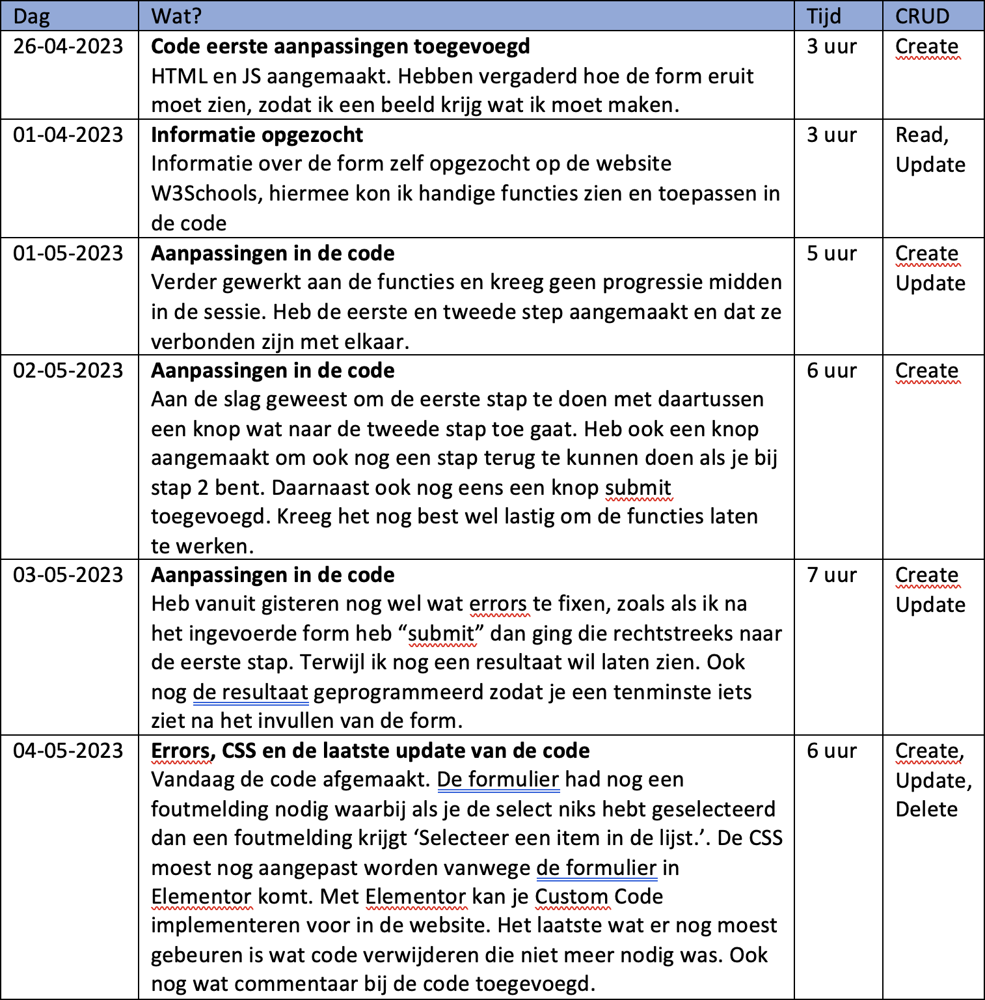 Dag Wat? Tijd CRUD
26-04-2023 Code eerste aanpassingen toegevoegd 3 uur Create
HTML en JS aangemaakt. Hebben vergaderd hoe de form eruit
moet zien, zodat ik een beeld krijg wat ik moet maken.
01-04-2023 Informatie opgezocht 3 uur Read,
Informatie over de form zelf opgezocht op de website Update
W3Schools, hiermee kon ik handige functies zien en toepassen in
de code
01-05-2023 Aanpassingen in de code 5 uur Create
Verder gewerkt aan de functies en kreeg geen progressie midden Update
in de sessie. Heb de eerste en tweede step aangemaakt en dat ze
verbonden zijn met elkaar.
02-05-2023 Aanpassingen in de code 6 uur Create
Aan de slag geweest om de eerste stap te doen met daartussen
een knop wat naar de tweede stap toe gaat. Heb ook een knop
aangemaakt om ook nog een stap terug te kunnen doen als je bij
stap 2 bent. Daarnaast ook nog eens een knop submit
toegevoegd. Kreeg het nog best wel lastig om de functies laten
te werken.
03-05-2023 Aanpassingen in de code 7 uur Create
Heb vanuit gisteren nog wel wat errors te fixen, zoals als ik na Update
het ingevoerde form heb “submit” dan ging die rechtstreeks naar
de eerste stap. Terwijl ik nog een resultaat wil laten zien. Ook
nog de resultaat geprogrammeerd zodat je een tenminste iets
ziet na het invullen van de form.
04-05-2023 Errors, CSS en de laatste update van de code 6 uur Create,
Vandaag de code afgemaakt. De formulier had nog een Update,
foutmelding nodig waarbij als je de select niks hebt geselecteerd Delete
dan een foutmelding krijgt ‘Selecteer een item in de lijst.’. De CSS
moest nog aangepast worden vanwege de formulier in
Elementor komt. Met Elementor kan je Custom Code
implementeren voor in de website. Het laatste wat er nog moest
gebeuren is wat code verwijderen die niet meer nodig was. Ook
nog wat commentaar bij de code toegevoegd.